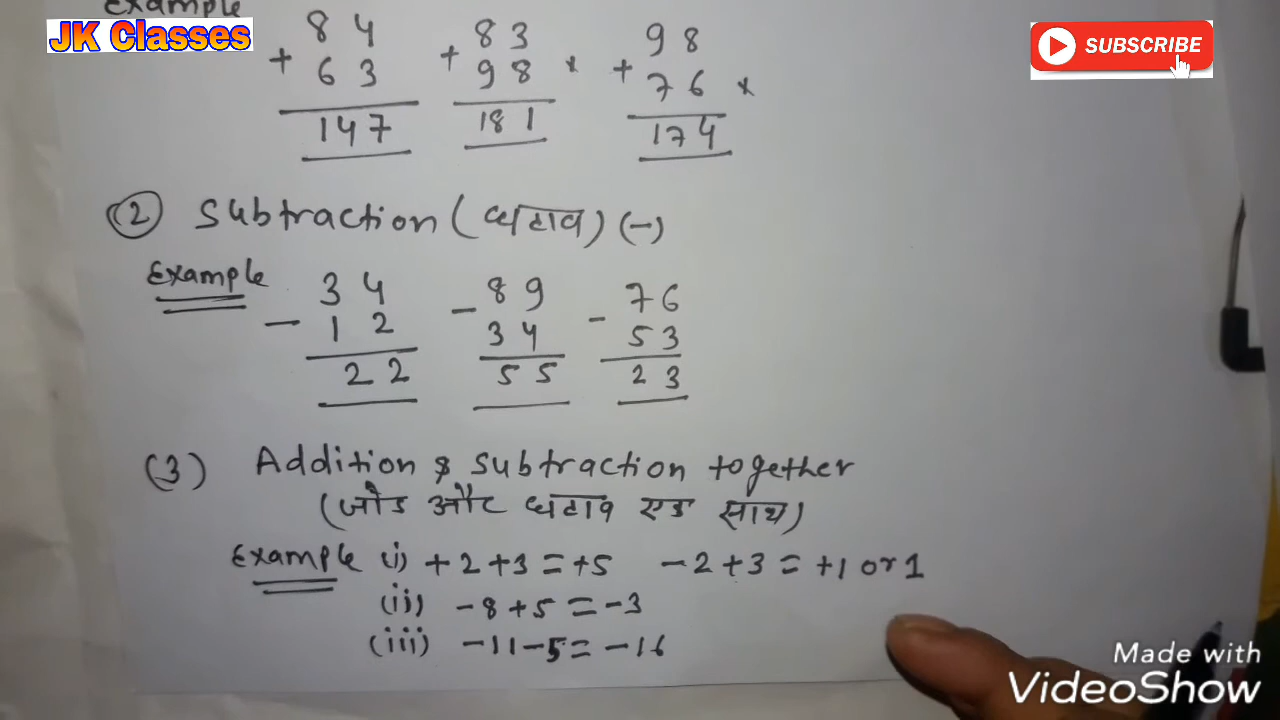 Example
JK Classes
SUBSCRIBE
84 83 98
+ 63 + 98 × + 76 ×
147 181 174
(2) Subtraction (घटाव) (-)
Example 34 - 89 - 76
- 12 34 53
22 55 23
(3) Addition & Subtraction together
(जोड और घटाव एक साथ)
Example (i) +2+3=+5 -2+3=+1 or 1
(ii) -8+5=-3
(iii) -11-5=-16
Made with
VideoShow